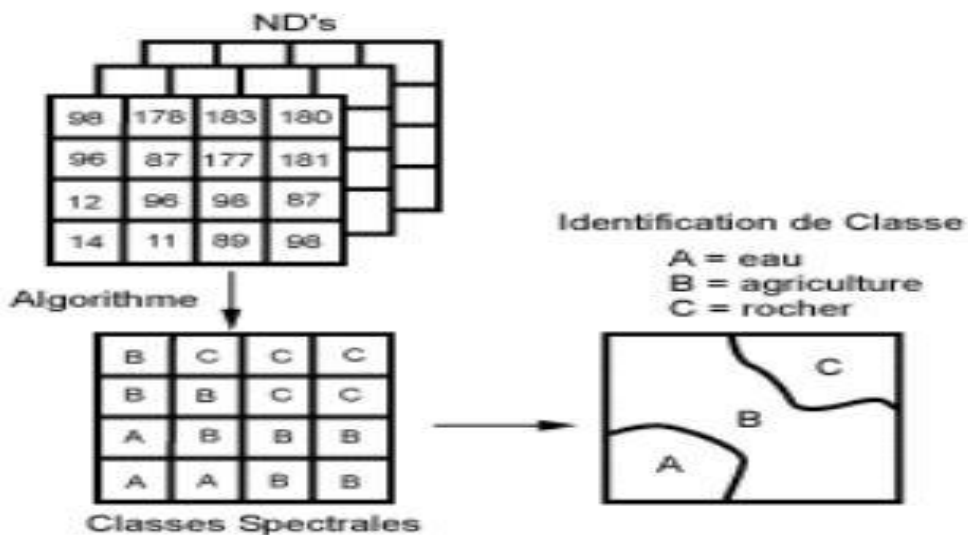 ND's
98 178 183 180
96 87 177 181
12 96 98 87
14 11 89 98
Algorithme
Identification de Classe
A = eau
B = agriculture
C = rocher
B C C C
B B C C
A B B B
A A B B
Classes Spectrales
C
B
A